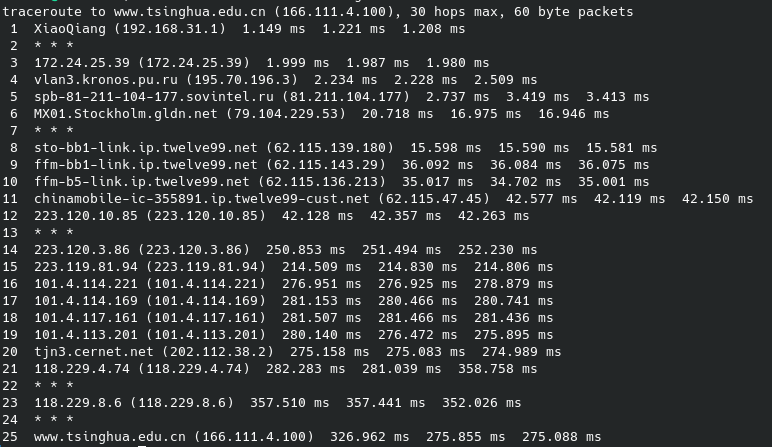 traceroute to www.tsinghua.edu.cn (166.111.4.100), 30 hops max, 60 byte packets
1 XiaoQiang (192.168.31.1) 1.149 ms 1.221 ms 1.208 ms
2 * * *
3 172.24.25.39 (172.24.25.39) 1.999 ms 1.987 ms 1.980 ms
4 vlan3.kronos.pu.ru (195.70.196.3) 2.234 ms 2.228 ms 2.509 ms
5 spb-81-211-104-177.sovintel.ru (81.211.104.177) 2.737 ms 3.419 ms 3.413 ms
6 MX01.Stockholm.gldn.net (79.104.229.53) 20.718 ms 16.975 ms 16.946 ms
7 * * *
8 sto-bb1-link.ip.twelve99.net (62.115.139.180) 15.598 ms 15.590 ms 15.581 ms
9 ffm-bb1-link.ip.twelve99.net (62.115.143.29) 36.092 ms 36.084 ms 36.075 ms
10 ffm-b5-link.ip.twelve99.net (62.115.136.213) 35.017 ms 34.702 ms 35.001 ms
11 chinamobile-ic-355891.ip.twelve99-cust.net (62.115.47.45) 42.577 ms 42.119 ms 42.150 ms
12 223.120.10.85 (223.120.10.85) 42.128 ms 42.357 ms 42.263 ms
13 * * *
14 223.120.3.86 (223.120.3.86) 250.853 ms 251.494 ms 252.230 ms
15 223.119.81.94 (223.119.81.94) 214.509 ms 214.830 ms 214.806 ms
16 101.4.114.221 (101.4.114.221) 276.951 ms 276.925 ms 278.879 ms
17 101.4.114.169 (101.4.114.169) 281.153 ms 280.466 ms 280.741 ms
18 101.4.117.161 (101.4.117.161) 281.507 ms 281.466 ms 281.436 ms
19 101.4.113.201 (101.4.113.201) 280.140 ms 276.472 ms 275.895 ms
20 tjn3.cernet.net (202.112.38.2) 275.158 ms 275.083 ms 274.989 ms
21 118.229.4.74 (118.229.4.74) 282.283 ms 281.039 ms 358.758 ms
22 * * *
23 118.229.8.6 (118.229.8.6) 357.510 ms 357.441 ms 352.026 ms
24 * * *
25 www.tsinghua.edu.cn (166.111.4.100) 326.962 ms 275.855 ms 275.088 ms